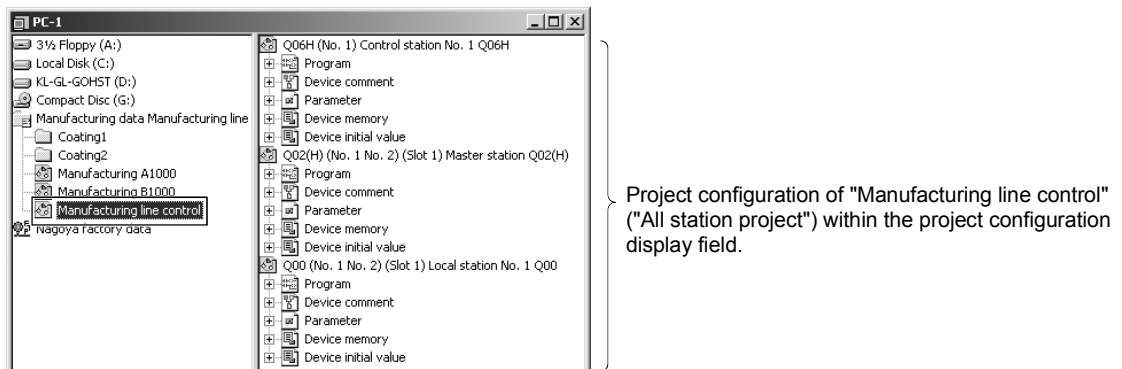 PC-1
3½ Floppy (A:)
Local Disk (C:)
KL-GL-GOHST (D:)
Compact Disc (G:)
Manufacturing data Manufacturing line
Coating1
Coating2
Manufacturing A1000
Manufacturing B1000
Manufacturing line control
Nagoya factory data
Q06H (No. 1) Control station No. 1 Q06H
Program
Device comment
Parameter
Device memory
Device initial value
Q02(H) (No. 1 No. 2) (Slot 1) Master station Q02(H)
Program
Device comment
Parameter
Device memory
Device initial value
Q00 (No. 1 No. 2) (Slot 1) Local station No. 1 Q00
Program
Device comment
Parameter
Device memory
Device initial value
Project configuration of "Manufacturing line control"
("All station project") within the project configuration
display field.